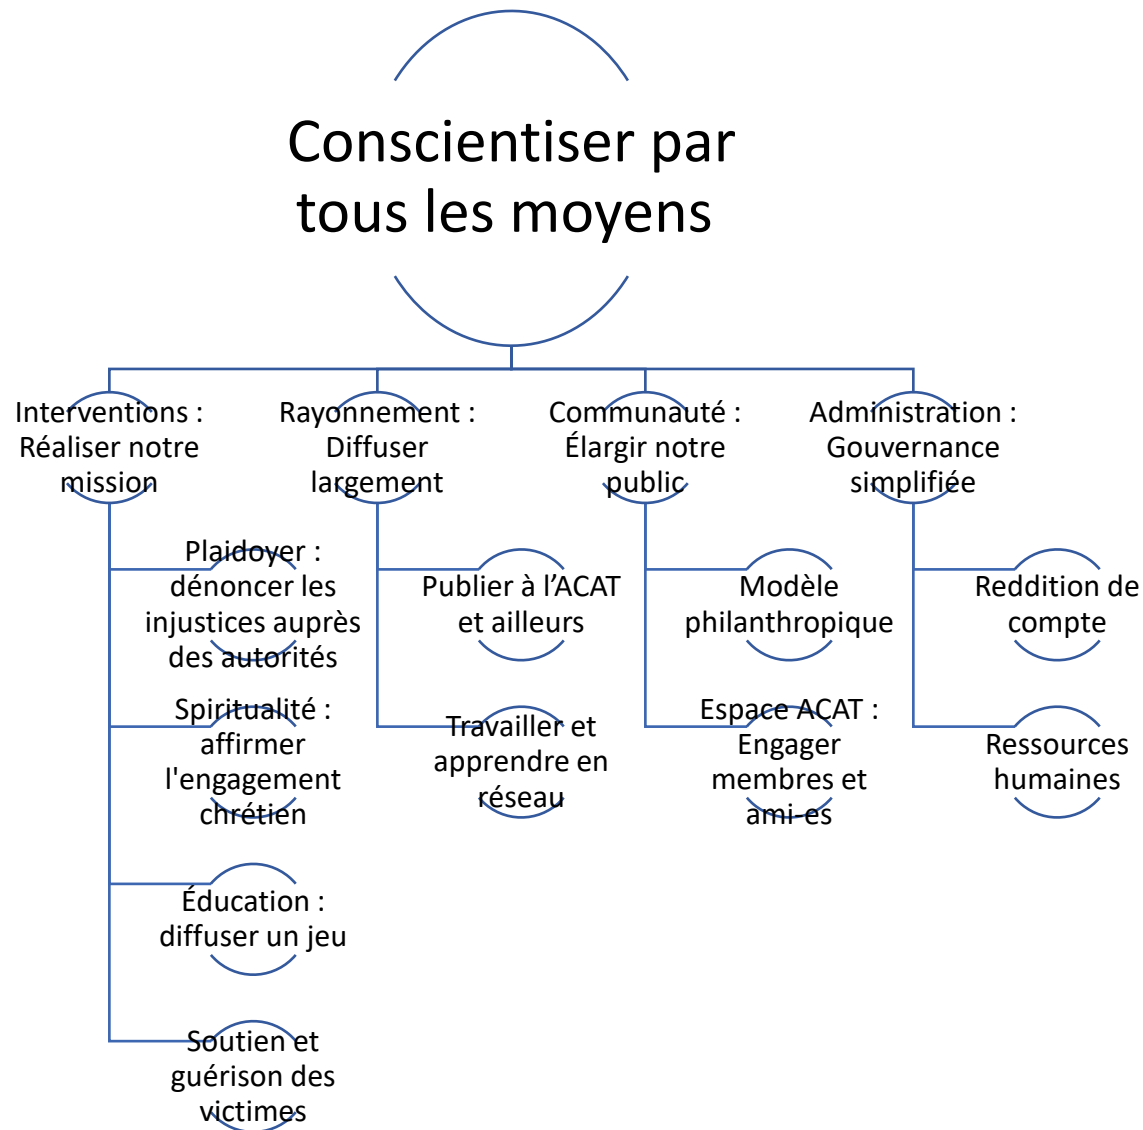 Conscientiser par
tous les moyens
Interventions :
Réaliser notre
mission
Rayonnement :
Diffuser
largement
Communauté :
Élargir notre
public
Administration :
Gouvernance
simplifiée
Plaidoyer :
dénoncer les
injustices auprès
des autorités
Spiritualité :
affirmer
l'engagement
chrétien
Éducation :
diffuser un jeu
Soutien et
guérison des
victimes
Publier à l’ACAT
et ailleurs
Travailler et
apprendre en
réseau
Modèle
philanthropique
Espace ACAT :
Engager
membres et
ami-es
Reddition de
compte
Ressources
humaines